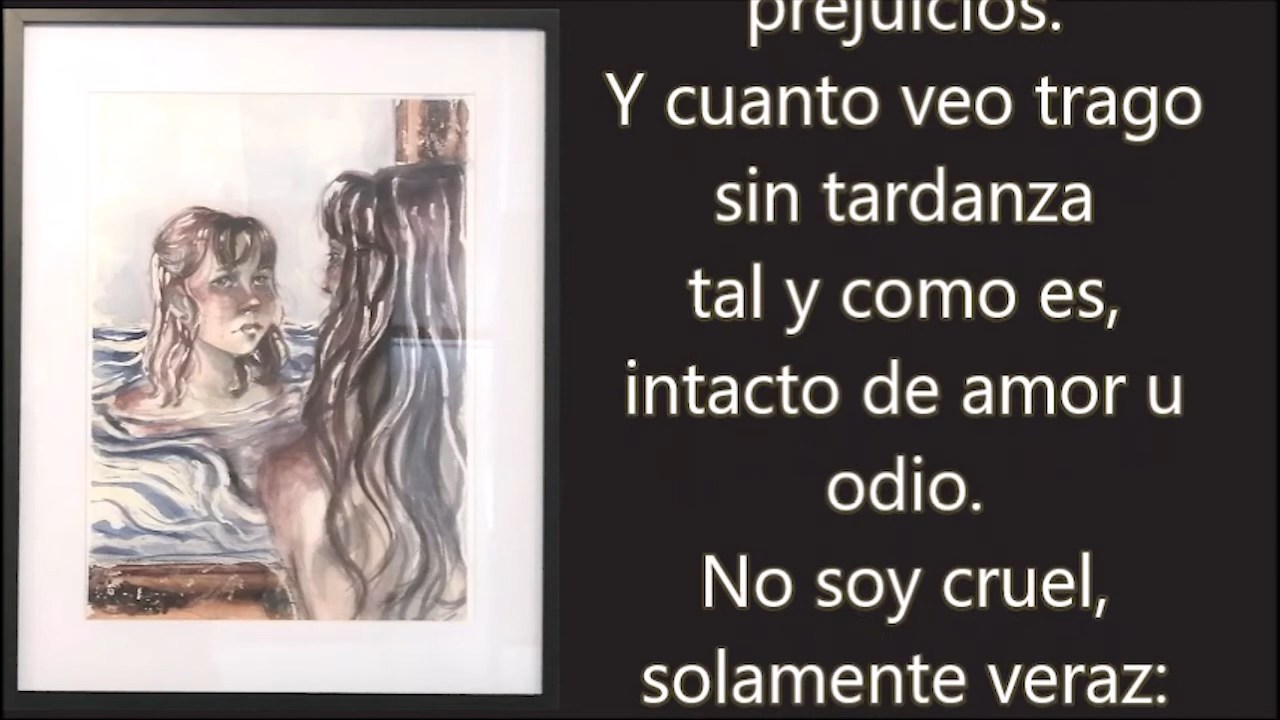 prejuicios.
Y cuanto veo trago
sin tardanza
tal y como es,
intacto de amor u
odio.
No soy cruel,
solamente veraz: